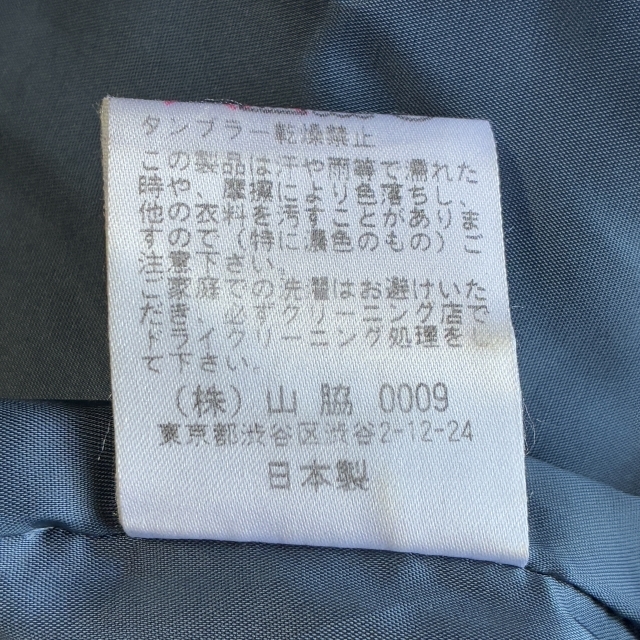 タンブラー乾燥禁止
この製品は汗や雨等で濡れた
時や、摩擦により色落ちし、
他の衣料を汚すことがありま
すので（特に濃色のもの）ご
注意下さい。
ご家庭での洗濯はお避けいた
だき、必ずクリーニング店で
ドライクリーニング処理をし
て下さい。
（株）山脇 0009
東京都渋谷区渋谷2-12-24
日本製